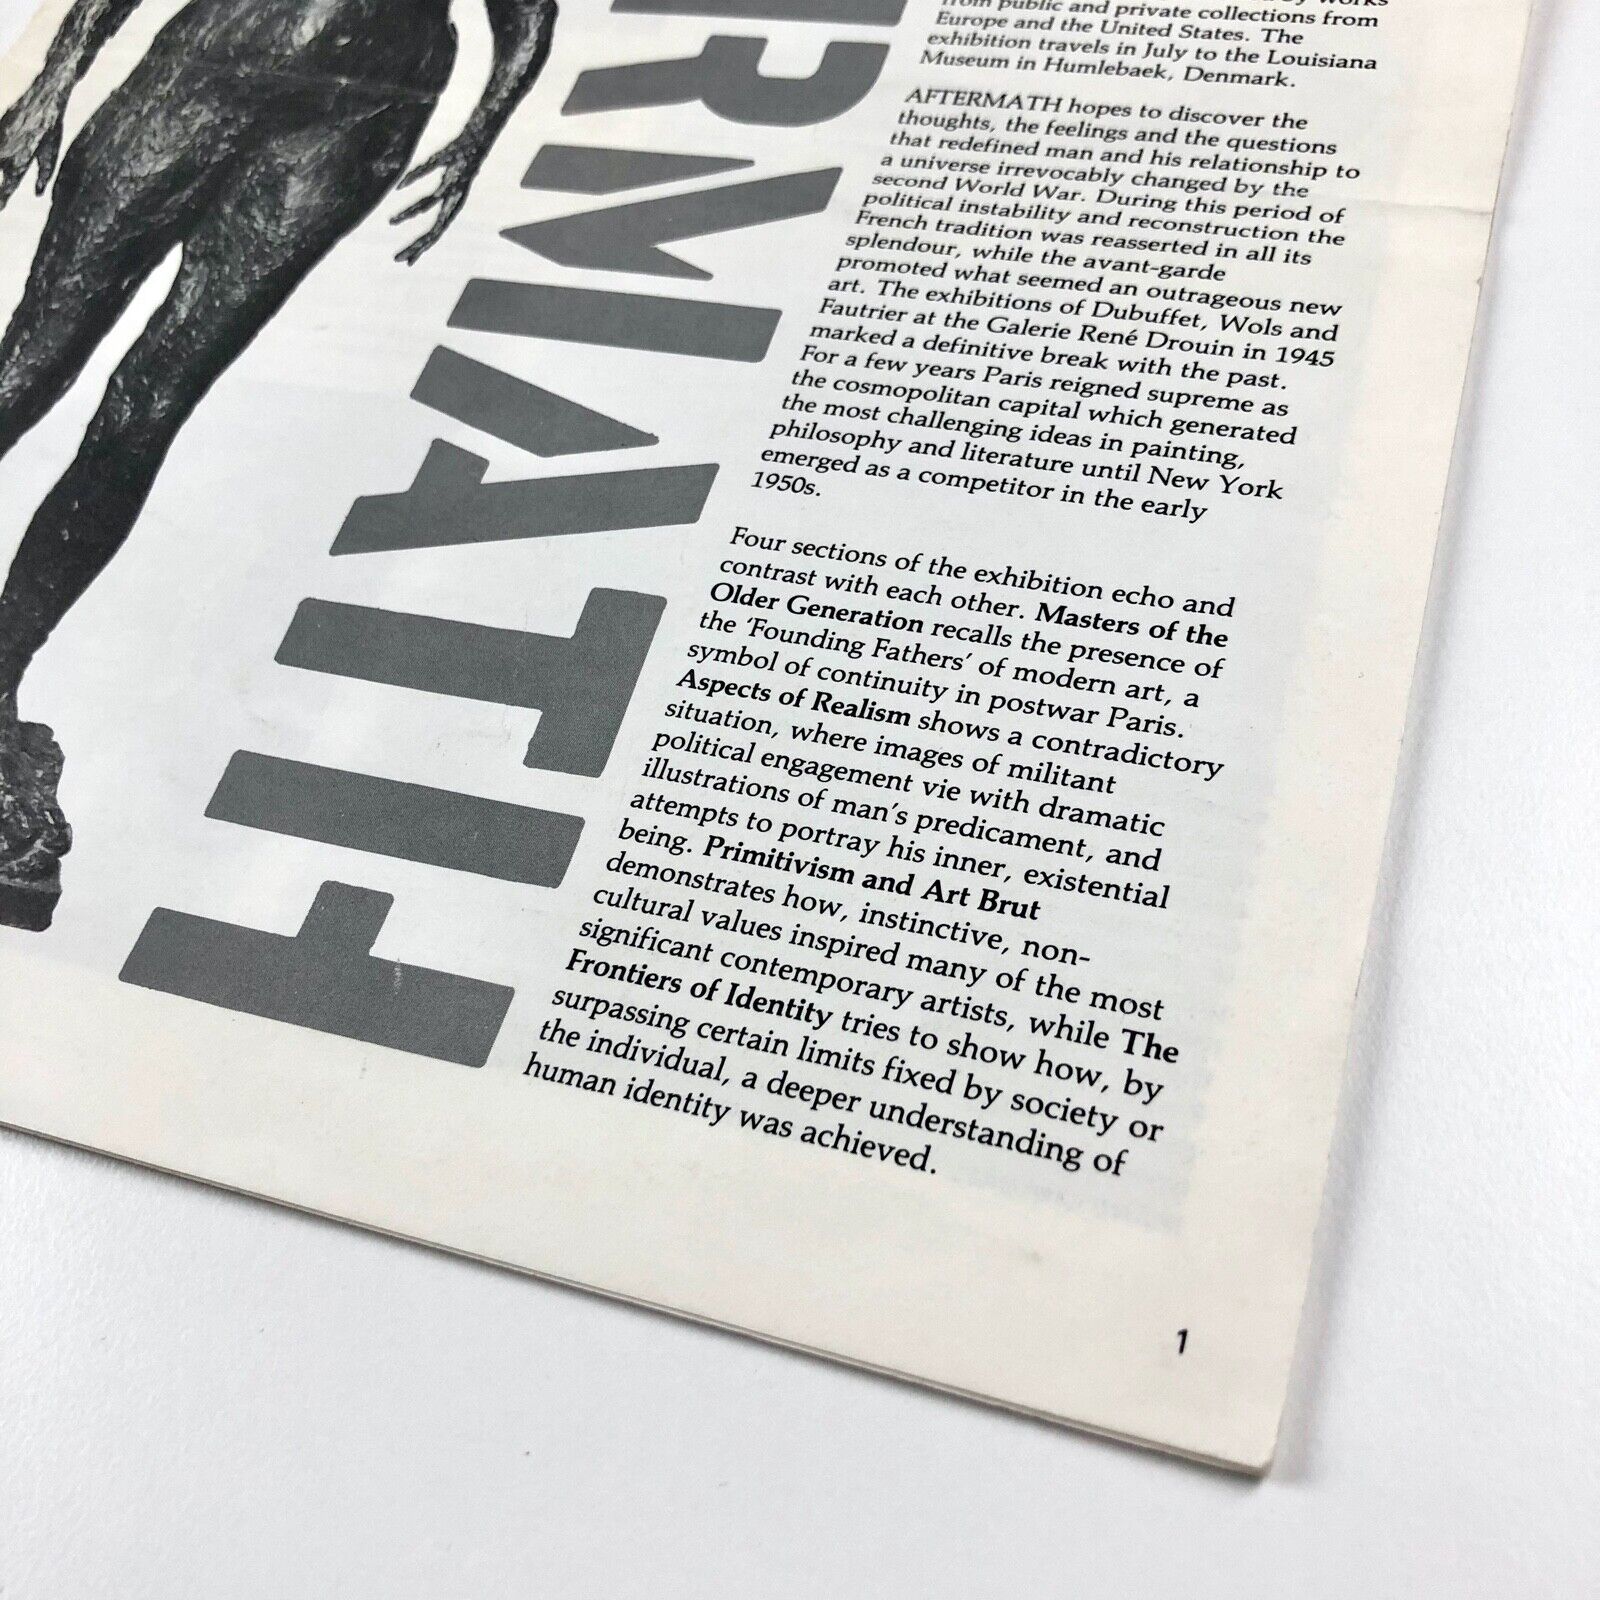 by works
from public and private collections from
Europe and the United States. The
exhibition travels in July to the Louisiana
Museum in Humlebaek, Denmark.
AFTERMATH hopes to discover the
thoughts, the feelings and the questions
that redefined man and his relationship to
a universe irrevocably changed by the
second World War. During this period of
political instability and reconstruction the
French tradition was reasserted in all its
splendour, while the avant-garde
promoted what seemed an outrageous new
art. The exhibitions of Dubuffet, Wols and
Fautrier at the Galerie René Drouin in 1945
marked a definitive break with the past.
For a few years Paris reigned supreme as
the cosmopolitan capital which generated
the most challenging ideas in painting,
philosophy and literature until New York
emerged as a competitor in the early
1950s.
Four sections of the exhibition echo and
contrast with each other. Masters of the
Older Generation recalls the presence of
the 'Founding Fathers' of modern art, a
symbol of continuity in postwar Paris.
Aspects of Realism shows a contradictory
situation, where images of militant
political engagement vie with dramatic
illustrations of man's predicament, and
attempts to portray his inner, existential
being. Primitivism and Art Brut
demonstrates how, instinctive, non-
cultural values inspired many of the most
significant contemporary artists, while The
Frontiers of Identity tries to show how, by
surpassing certain limits fixed by society or
the individual, a deeper understanding of
human identity was achieved.
RMATH
1